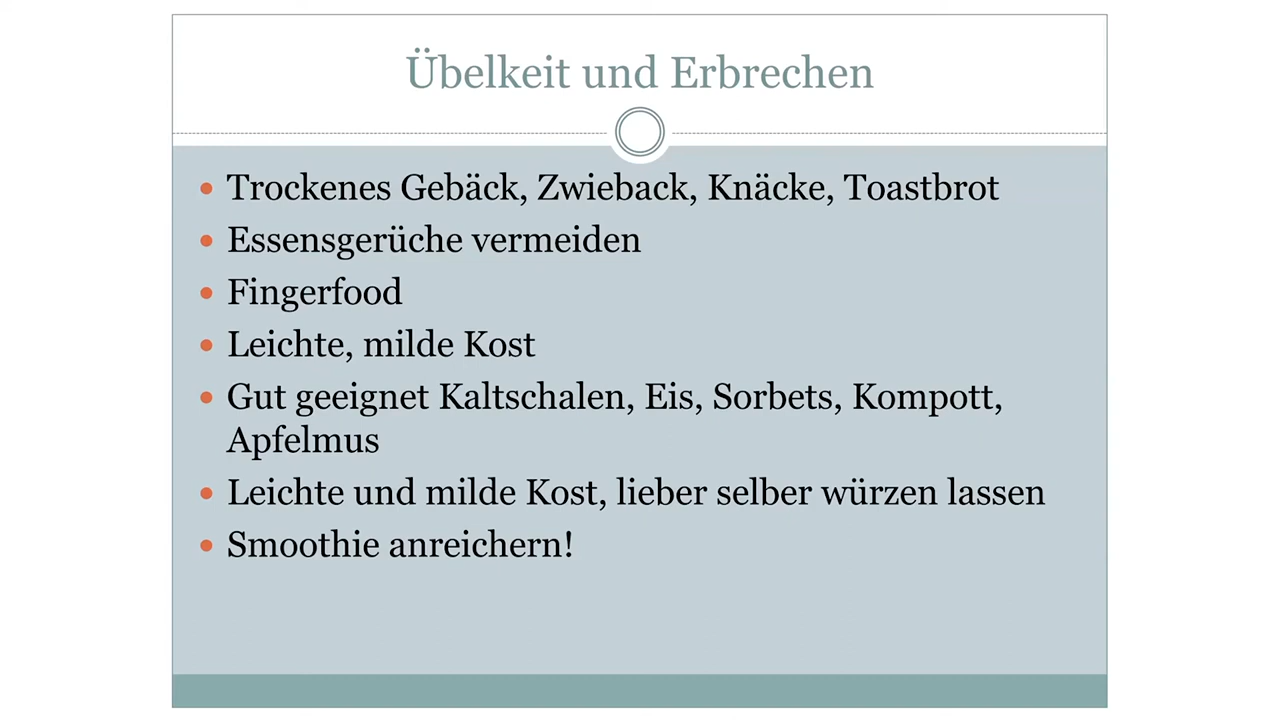 Übelkeit und Erbrechen
Trockenes Gebäck, Zwieback, Knäcke, Toastbrot
Essensgerüche vermeiden
Fingerfood
Leichte, milde Kost
Gut geeignet Kaltschalen, Eis, Sorbets, Kompott,
Apfelmus
Leichte und milde Kost, lieber selber würzen lassen
Smoothie anreichern!